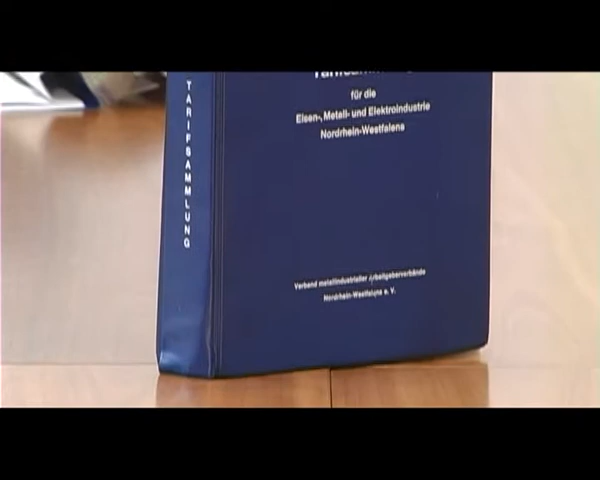 TARIFSAMMLUNG
für die
Eisen-, Metall- und Elektroindustrie
Nordrhein-Westfalens
Verband metallindustrieller Arbeitgeberverbände
Nordrhein-Westfalens e. V.